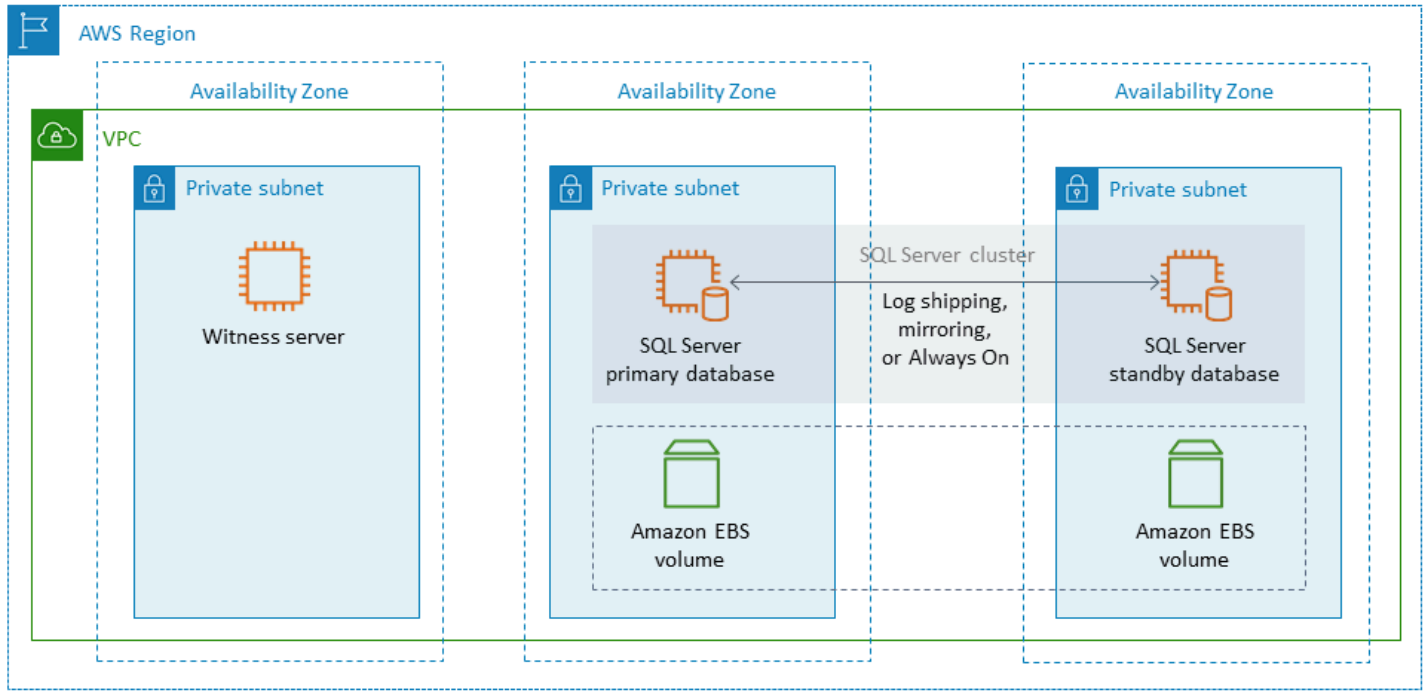 AWS Region
Availability Zone
Availability Zone
Availability Zone
VPC
Private subnet
Private subnet
Private subnet
SQL Server cluster
Witness server
Log shipping,
mirroring,
or Always On
SQL Server
primary database
SQL Server
standby database
Amazon EBS
volume
Amazon EBS
volume